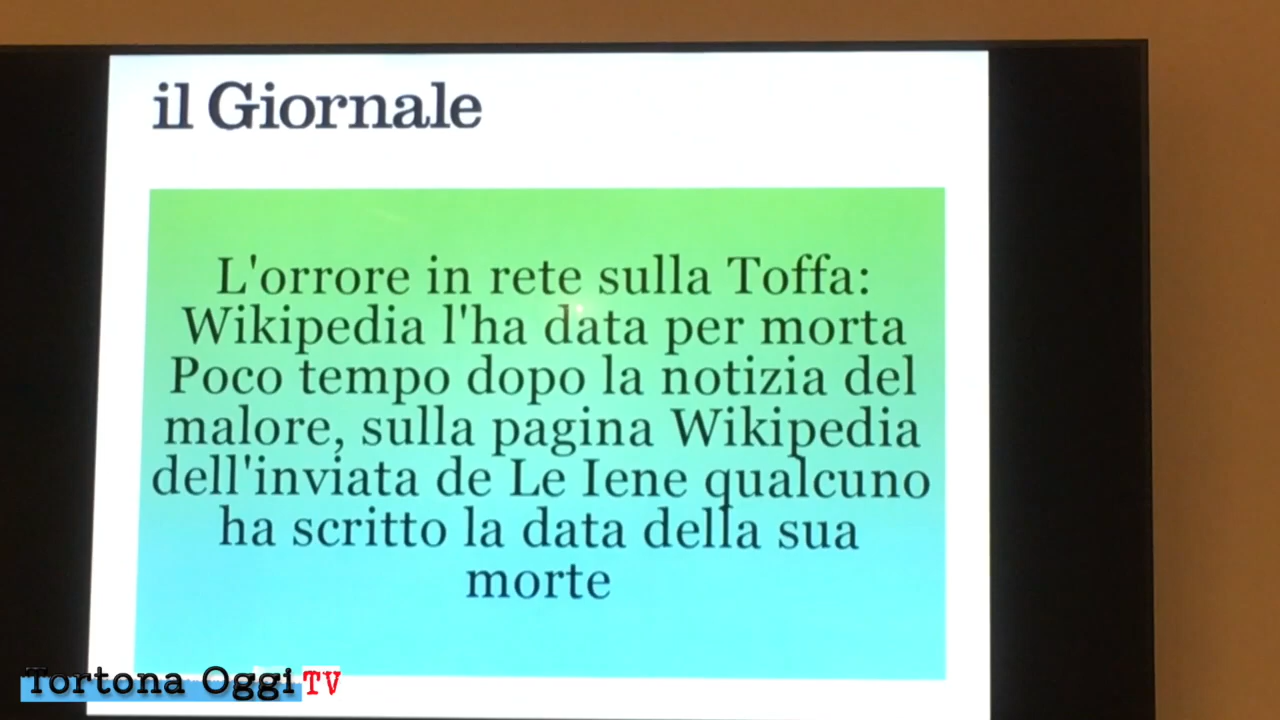 il Giornale
L'orrore in rete sulla Toffa:
Wikipedia l'ha data per morta
Poco tempo dopo la notizia del
malore, sulla pagina Wikipedia
dell'inviata de Le Iene qualcuno
ha scritto la data della sua
morte
Tortona Oggi TV